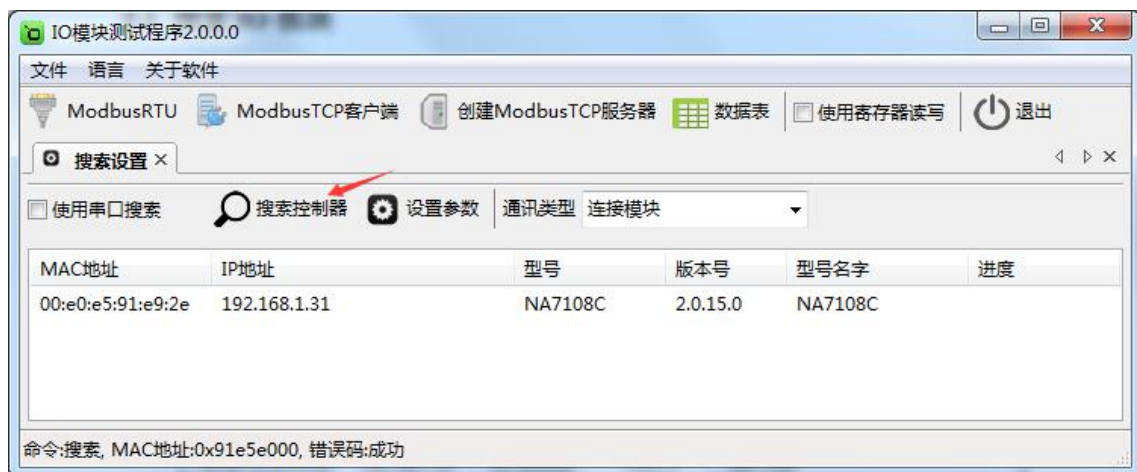 IO模块测试程序2.0.0.0
文件 语言 关于软件
ModbusRTU ModbusTCP客户端 创建ModbusTCP服务器 数据表 使用寄存器读写 退出
搜索设置
使用串口搜索 搜索控制器 设置参数 通讯类型 连接模块
MAC地址 IP地址 型号 版本号 型号名字 进度
00:e0:e5:91:e9:2e 192.168.1.31 NA7108C 2.0.15.0 NA7108C
命令:搜索, MAC地址:0x91e5e000, 错误码:成功